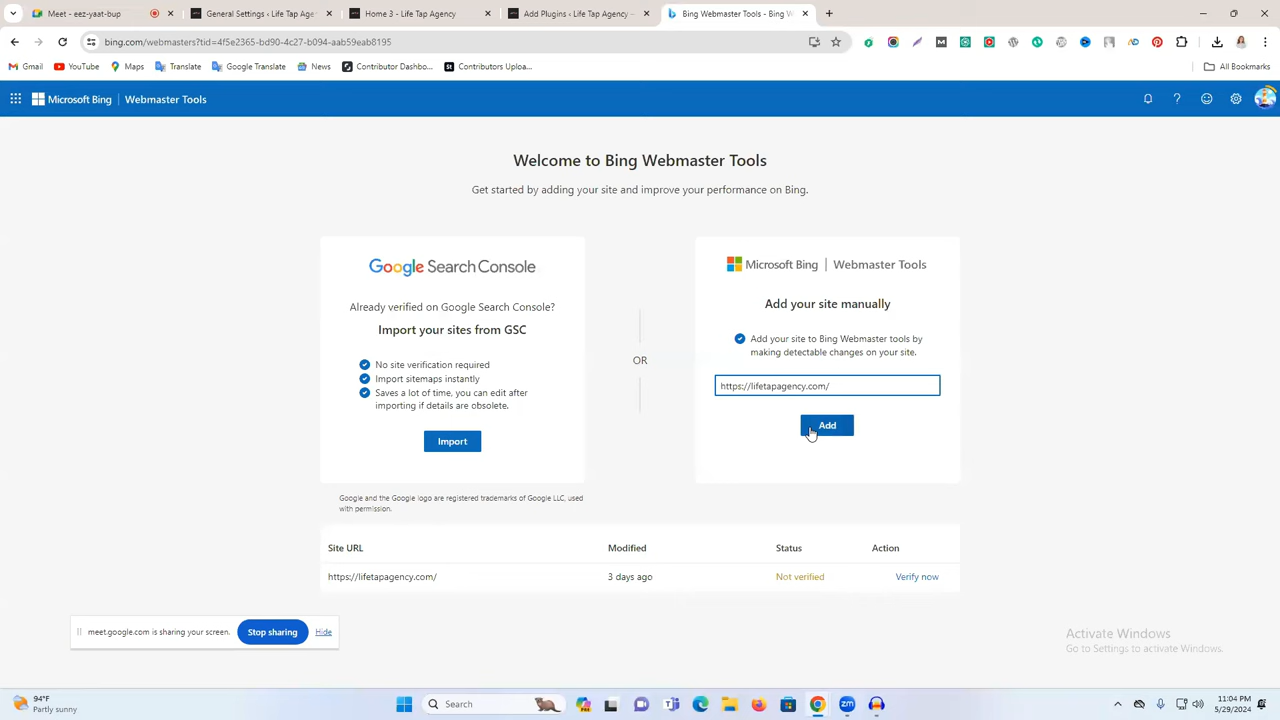 Meet - eez-yaat-bup
General Settings ‹ Life Tap Agency
Home 3 - Life Tap Agency
Add Plugins ‹ Life Tap Agency —
Bing Webmaster Tools - Bing W
bing.com/webmasters?tid=4f5e2365-bd90-4c27-b094-aab59eab8195
Gmail
YouTube
Maps
Translate
Google Translate
News
Contributor Dashbo...
Contributors Uploa...
All Bookmarks
Microsoft Bing | Webmaster Tools
Welcome to Bing Webmaster Tools
Get started by adding your site and improve your performance on Bing.
Google Search Console
Already verified on Google Search Console?
Import your sites from GSC
No site verification required
Import sitemaps instantly
Saves a lot of time, you can edit after
importing if details are obsolete.
Import
OR
Microsoft Bing | Webmaster Tools
Add your site manually
Add your site to Bing Webmaster tools by
making detectable changes on your site.
https://lifetapagency.com/
Add
Google and the Google logo are registered trademarks of Google LLC, used
with permission.
Site URL Modified Status Action
https://lifetapagency.com/ 3 days ago Not verified Verify now
meet.google.com is sharing your screen.
Stop sharing
Hide
Activate Windows
Go to Settings to activate Windows.
94°F
Partly sunny
Search
11:04 PM
5/29/2024